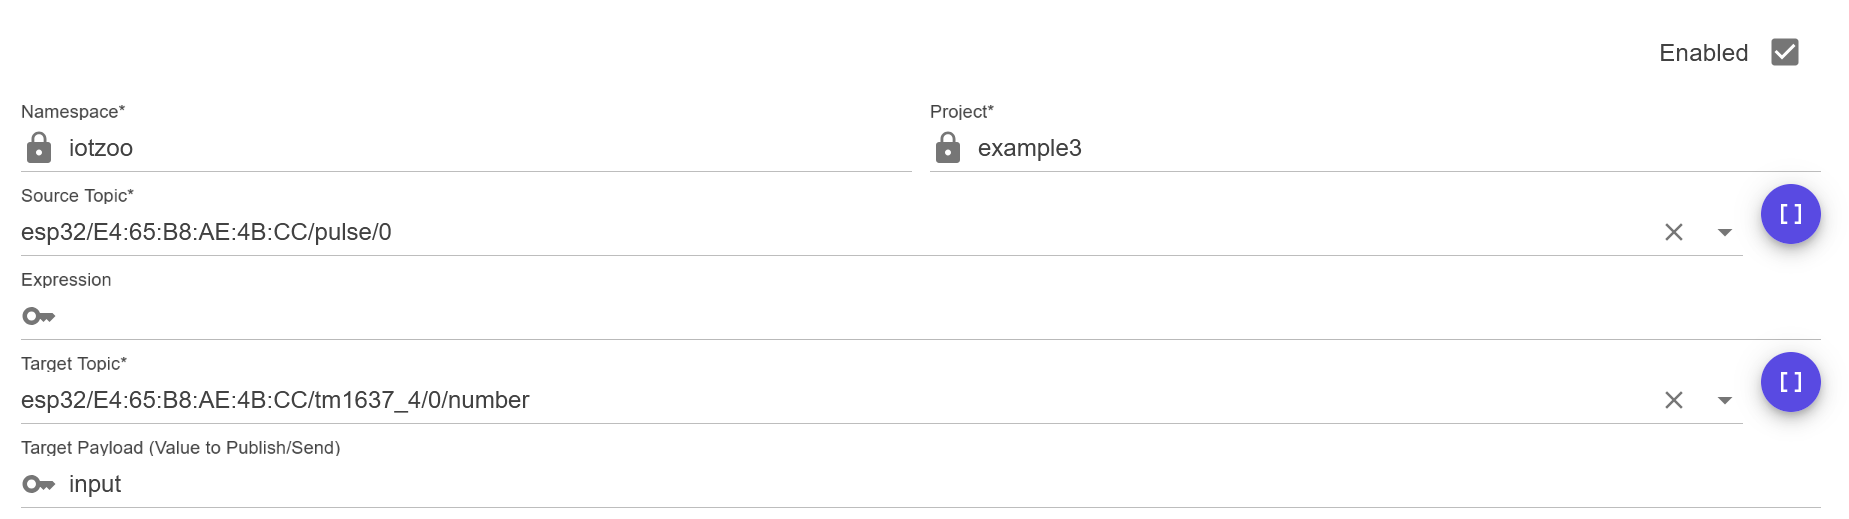 Enabled
Namespace* Project*
iotzoo example3
Source Topic*
esp32/E4:65:B8:AE:4B:CC/pulse/0
Expression
Target Topic*
esp32/E4:65:B8:AE:4B:CC/tm1637_4/0/number
Target Payload (Value to Publish/Send)
input